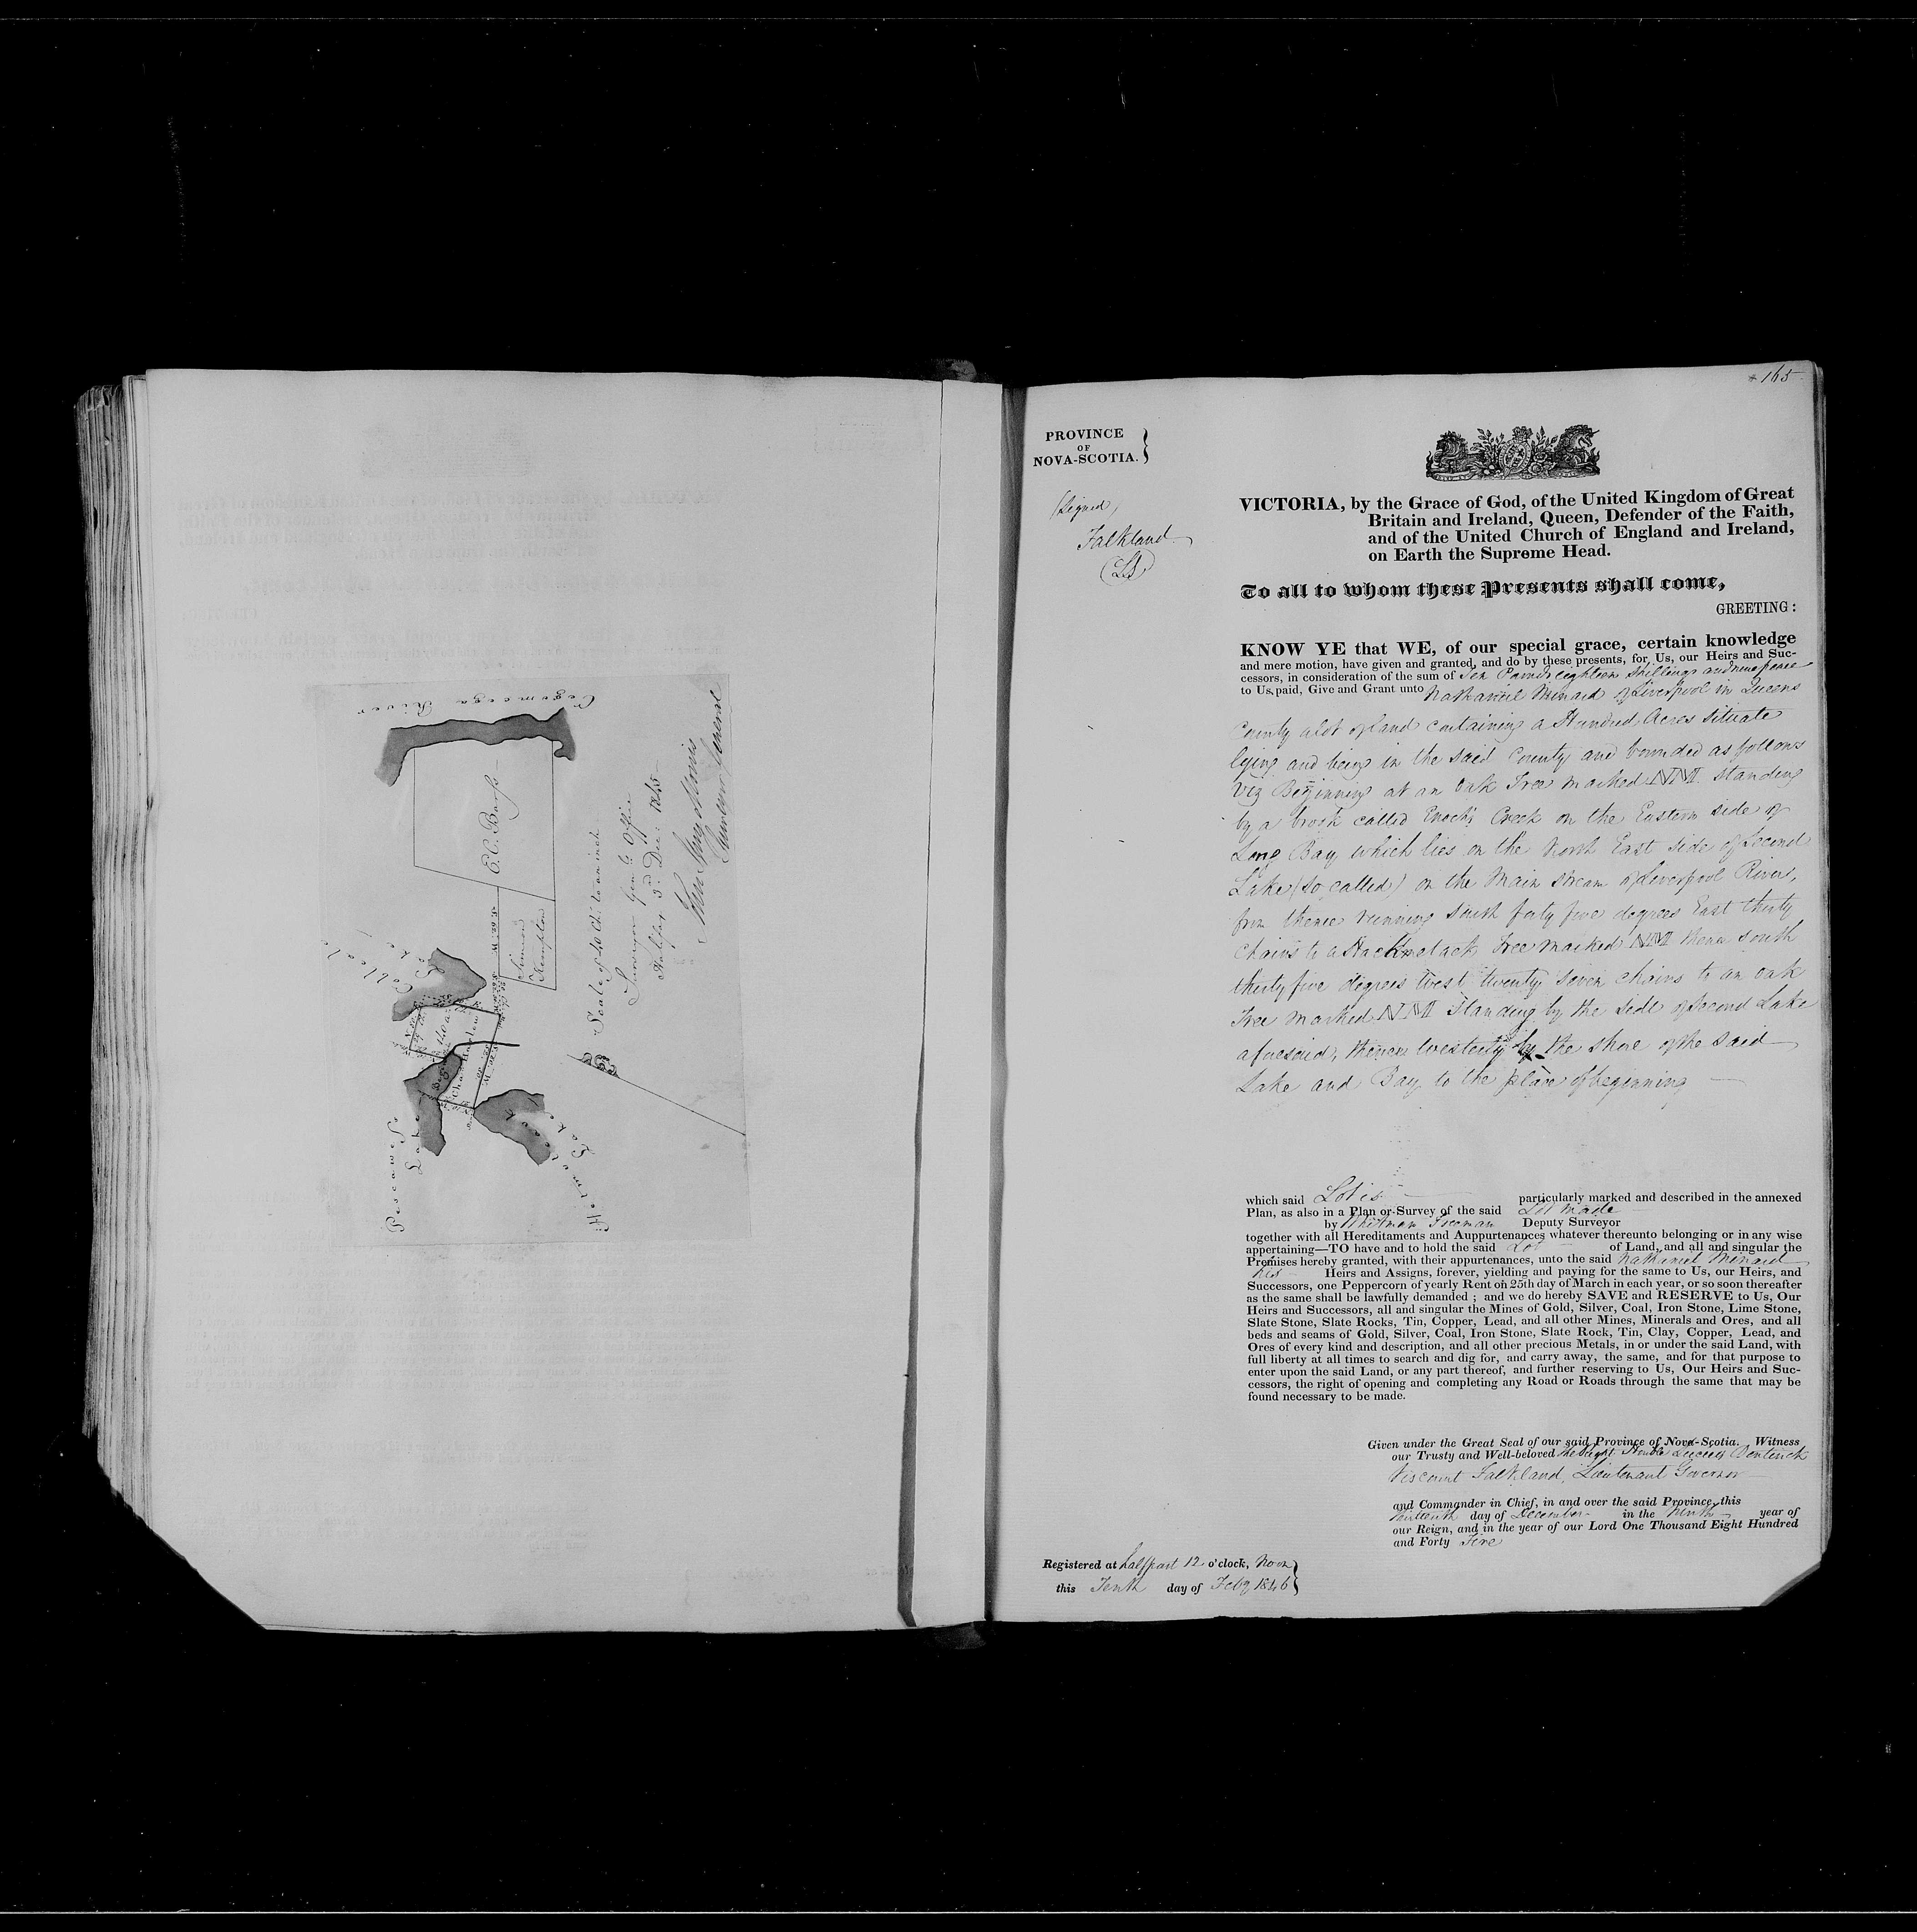 Cegomcega River
E. C. Barss
Simeon
Kempton
Cobleal
Lake
100 a
Charles Harlow
Pescawess
Lake
Lake
Scale of 40 Ch: to an inch
Surveyor Gen:ls Office
Halifax 3d Decr 1845
John Spry Morris
Surveyor General
165
PROVINCE
OF
NOVA-SCOTIA.
(Signed)
Falkland
(LS)
VICTORIA, by the Grace of God, of the United Kingdom of Great
Britain and Ireland, Queen, Defender of the Faith,
and of the United Church of England and Ireland,
on Earth the Supreme Head.
To all to whom these Presents shall come,
GREETING:
KNOW YE that WE, of our special grace, certain knowledge
and mere motion, have given and granted, and do by these presents, for Us, our Heirs and Suc-
cessors, in consideration of the sum of Ten Pounds eighteen shillings and nine pence
to Us, paid, Give and Grant unto Nathaniel Minard of Liverpool in Queens
County a lot of land containing a Hundred Acres situate
lying and being in the said County and bounded as follows
viz Beginning at an Oak Tree marked NM standing
by a brook called Enoch's Creek on the Eastern side of
Long Bay which lies on the North East side of Second
Lake (so called) on the Main stream of Liverpool River,
from thence running South forty five degrees East thirty
chains to a Hackmatack Tree marked NM thence South
thirty five degrees West twenty seven chains to an oak
Tree marked NM standing by the side of Second Lake
aforesaid, thence Westerly by the shore of the said
Lake and Bay to the place of beginning
which said Lot is particularly marked and described in the annexed
Plan, as also in a Plan or Survey of the said Lot made
by Whitman Freeman Deputy Surveyor
together with all Hereditaments and Auppurtenances whatever thereunto belonging or in any wise
appertaining—TO have and to hold the said Lot of Land, and all and singular the
Premises hereby granted, with their appurtenances, unto the said Nathaniel Minard
his Heirs and Assigns, forever, yielding and paying for the same to Us, our Heirs, and
Successors, one Peppercorn of yearly Rent on 25th day of March in each year, or so soon thereafter
as the same shall be lawfully demanded ; and we do hereby SAVE and RESERVE to Us, Our
Heirs and Successors, all and singular the Mines of Gold, Silver, Coal, Iron Stone, Lime Stone,
Slate Stone, Slate Rocks, Tin, Copper, Lead, and all other Mines, Minerals and Ores, and all
beds and seams of Gold, Silver, Coal, Iron Stone, Slate Rock, Tin, Clay, Copper, Lead, and
Ores of every kind and description, and all other precious Metals, in or under the said Land, with
full liberty at all times to search and dig for, and carry away, the same, and for that purpose to
enter upon the said Land, or any part thereof, and further reserving to Us, Our Heirs and Suc-
cessors, the right of opening and completing any Road or Roads through the same that may be
found necessary to be made.
Given under the Great Seal of our said Province of Nova-Scotia. Witness
our Trusty and Well-beloved the Right Honble Lucius Bentinck
Viscount Falkland, Lieutenant Governor
and Commander in Chief, in and over the said Province, this
day of December in the Ninth year of
our Reign, and in the year of our Lord One Thousand Eight Hundred
and Forty Five
Registered at half past 12 o'clock, Noon
this Tenth day of Feby 1846